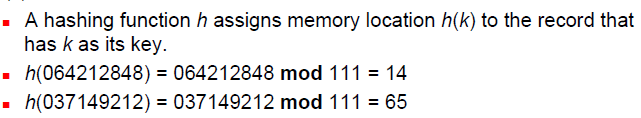 ▪ A hashing function h assigns memory location h(k) to the record that
has k as its key.
▪ h(064212848) = 064212848 mod 111 = 14
▪ h(037149212) = 037149212 mod 111 = 65